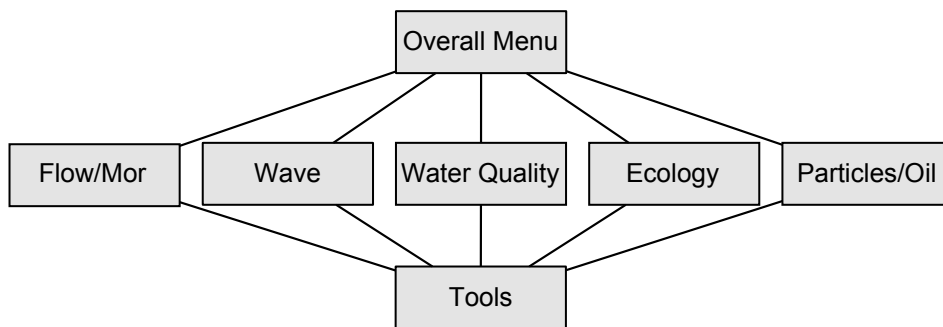 Overall Menu
Flow/Mor
Wave
Water Quality
Ecology
Particles/Oil
Tools